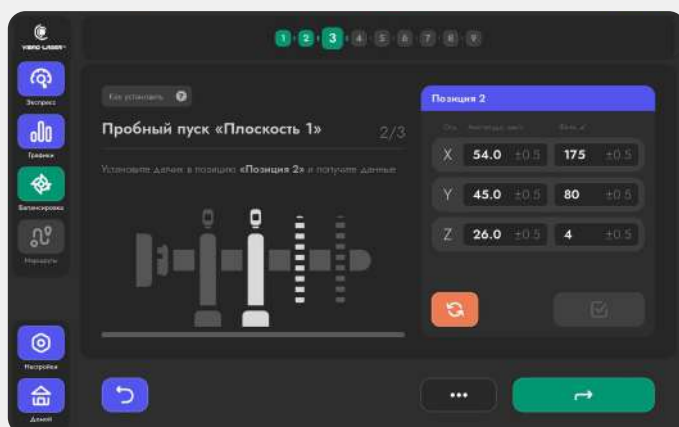 VIBRO-LASER™
Экспресс
Графики
Балансировка
Маршруты
Настройки
Домой
1 2 3 4 5 6 7 8 9
Как установить ?
Пробный пуск «Плоскость 1» 2/3
Установите датчик в позицию «Позиция 2» и получите данные
Позиция 2
Ось
X 54.0 ±0.5 175 ±0.5
Y 45.0 ±0.5 80 ±0.5
Z 26.0 ±0.5 4 ±0.5